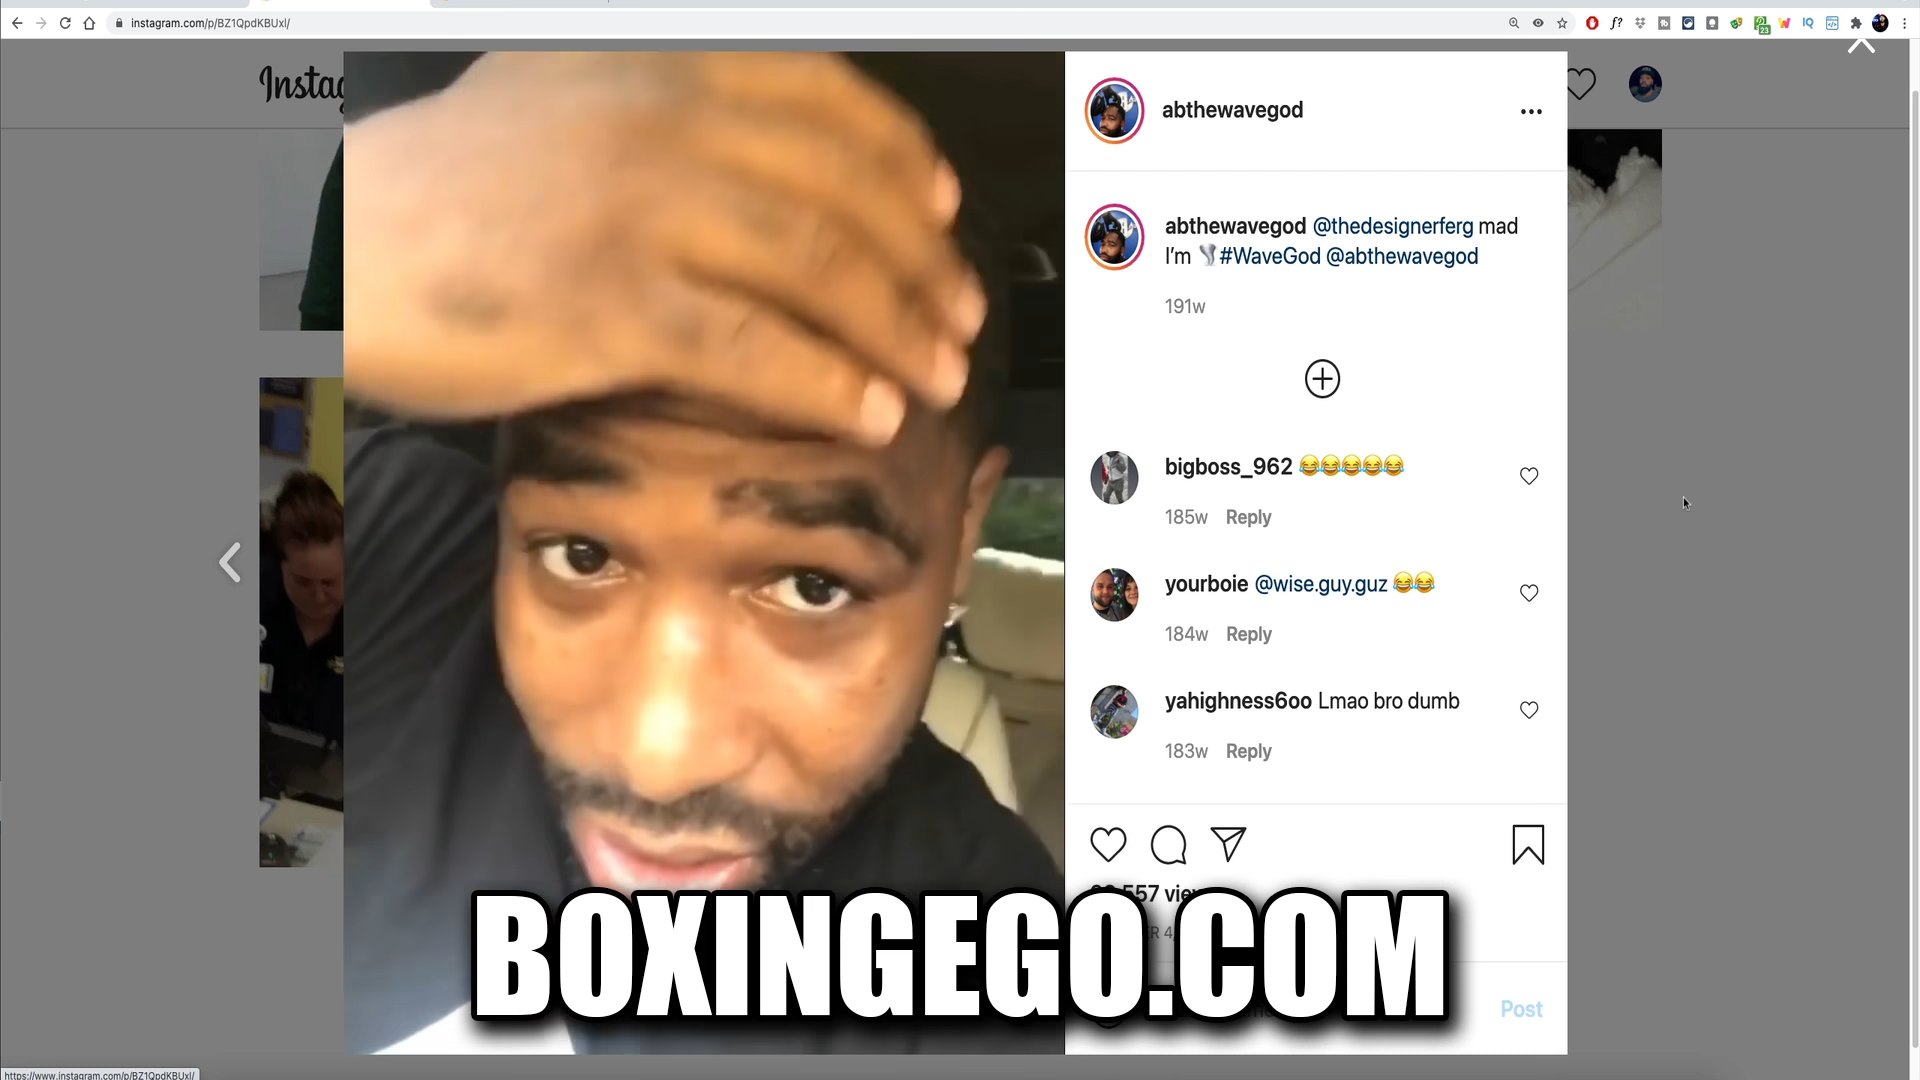 instagram.com/p/BZ1QpdKBUxl/
abthewavegod
abthewavegod @thedesignerferg mad
I'm #WaveGod @abthewavegod
191w
bigboss_962 😂😂😂😂😂
185w Reply
yourboie @wise.guy.guz 😂😂
184w Reply
yahighness6oo Lmao bro dumb
183w Reply
BOXINGEGO.COM
Post
https://www.instagram.com/p/BZ1QpdKBUxl/